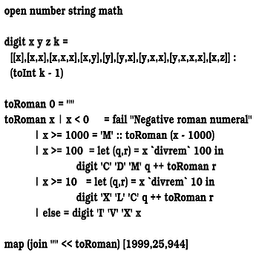 open number string math
digit x y z k =
[[x],[x,x],[x,x,x],[x,y],[y],[y,x],[y,x,x],[y,x,x,x],[x,z]] :
(toInt k - 1)
toRoman 0 = ""
toRoman x | x < 0 = fail "Negative roman numeral"
| x >= 1000 = 'M' :: toRoman (x - 1000)
| x >= 100 = let (q,r) = x `divrem` 100 in
digit 'C' 'D' 'M' q ++ toRoman r
| x >= 10 = let (q,r) = x `divrem` 10 in
digit 'X' 'L' 'C' q ++ toRoman r
| else = digit 'I' 'V' 'X' x
map (join "" << toRoman) [1999,25,944]